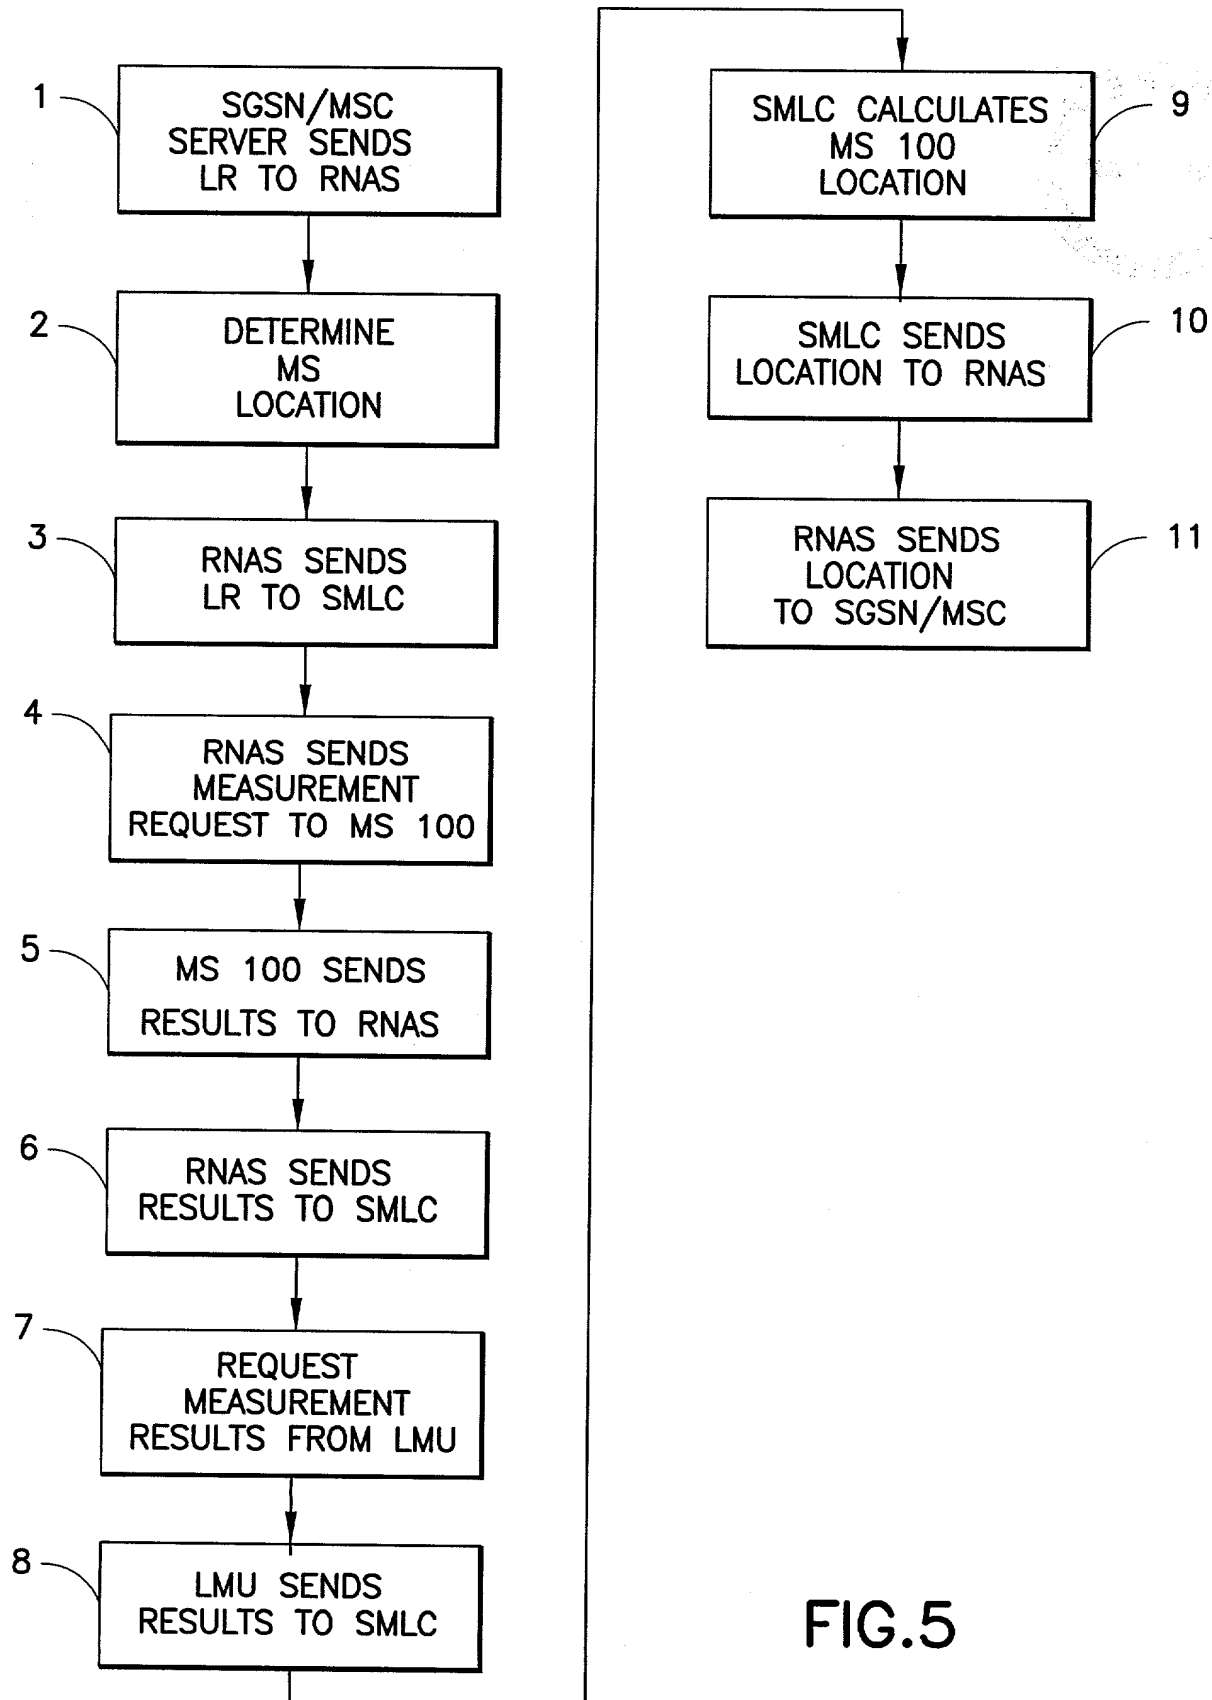 1
SGSN/MSC
SERVER SENDS
LR TO RNAS
2
DETERMINE
MS
LOCATION
3
RNAS SENDS
LR TO SMLC
4
RNAS SENDS
MEASUREMENT
REQUEST TO MS 100
5
MS 100 SENDS
RESULTS TO RNAS
6
RNAS SENDS
RESULTS TO SMLC
7
REQUEST
MEASUREMENT
RESULTS FROM LMU
8
LMU SENDS
RESULTS TO SMLC
SMLC CALCULATES
MS 100
LOCATION
9
SMLC SENDS
LOCATION TO RNAS
10
RNAS SENDS
LOCATION
TO SGSN/MSC
11
FIG.5